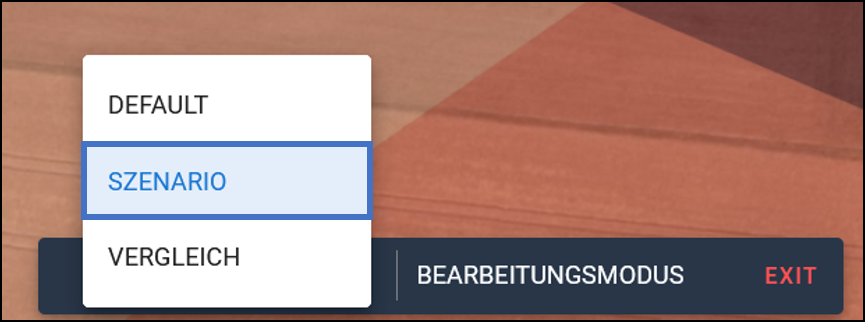 DEFAULT
SZENARIO
VERGLEICH
BEARBEITUNGSMODUS EXIT